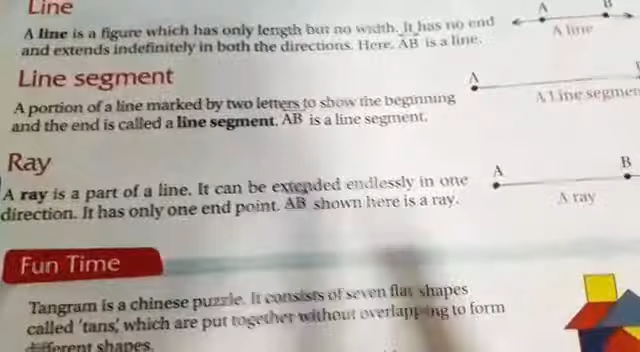 Line
A line is a figure which has only length but no width. It has no end
and extends indefinitely in both the directions. Here, AB is a line.
A B
A line
Line segment
A portion of a line marked by two letters to show the beginning
and the end is called a line segment. AB is a line segment.
A
A Line segmen
Ray
A ray is a part of a line. It can be extended endlessly in one
direction. It has only one end point. AB shown here is a ray.
A B
A ray
Fun Time
Tangram is a chinese puzzle. It consists of seven flat shapes
called 'tans', which are put together without overlapping to form
different shapes.